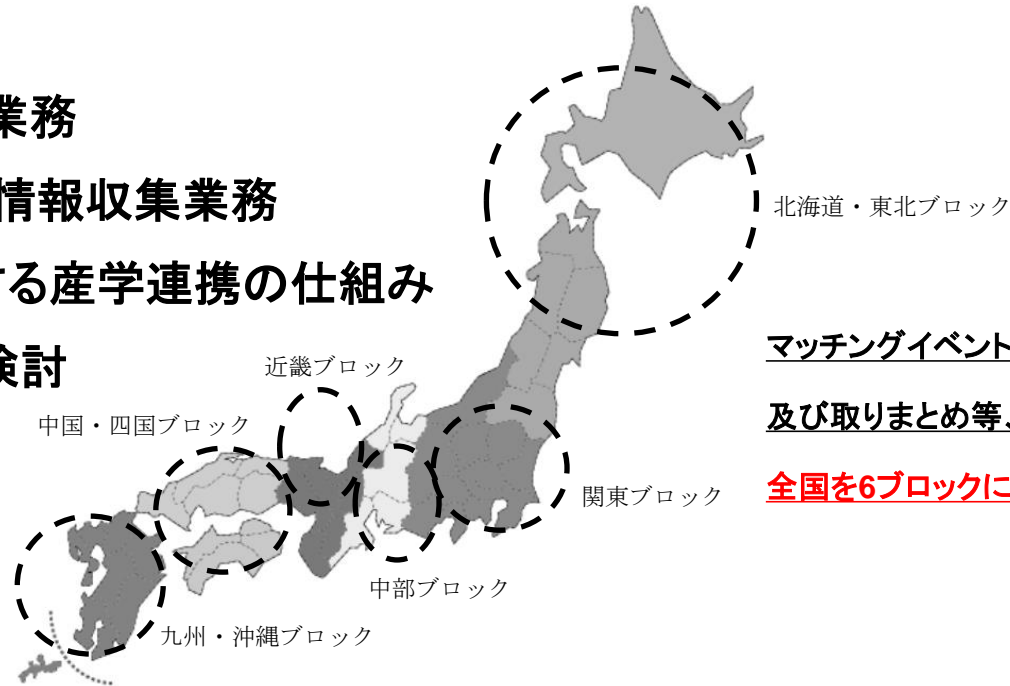 業務
情報収集業務
する産学連携の仕組み
検討
北海道・東北ブロック
近畿ブロック
中国・四国ブロック
関東ブロック
中部ブロック
九州・沖縄ブロック
マッチングイベント
及び取りまとめ等、
全国を6ブロックに